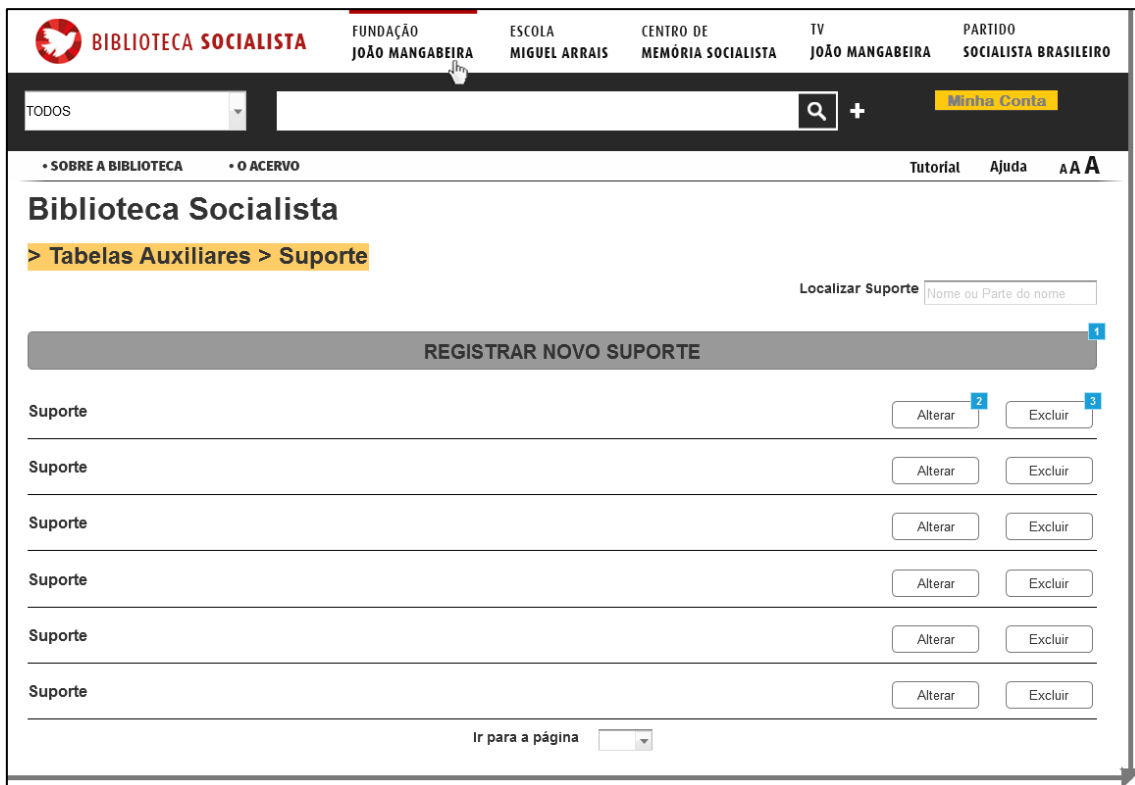 BIBLIOTECA SOCIALISTA
FUNDAÇÃO
JOÃO MANGABEIRA
ESCOLA
MIGUEL ARRAIS
CENTRO DE
MEMÓRIA SOCIALISTA
TV
JOÃO MANGABEIRA
PARTIDO
SOCIALISTA BRASILEIRO
TODOS
+
Minha Conta
• SOBRE A BIBLIOTECA
• O ACERVO
Tutorial
Ajuda
A A A
Biblioteca Socialista
> Tabelas Auxiliares > Suporte
Localizar Suporte Nome ou Parte do nome
1
REGISTRAR NOVO SUPORTE
2 3
Suporte Alterar Excluir
Suporte Alterar Excluir
Suporte Alterar Excluir
Suporte Alterar Excluir
Suporte Alterar Excluir
Suporte Alterar Excluir
Ir para a página